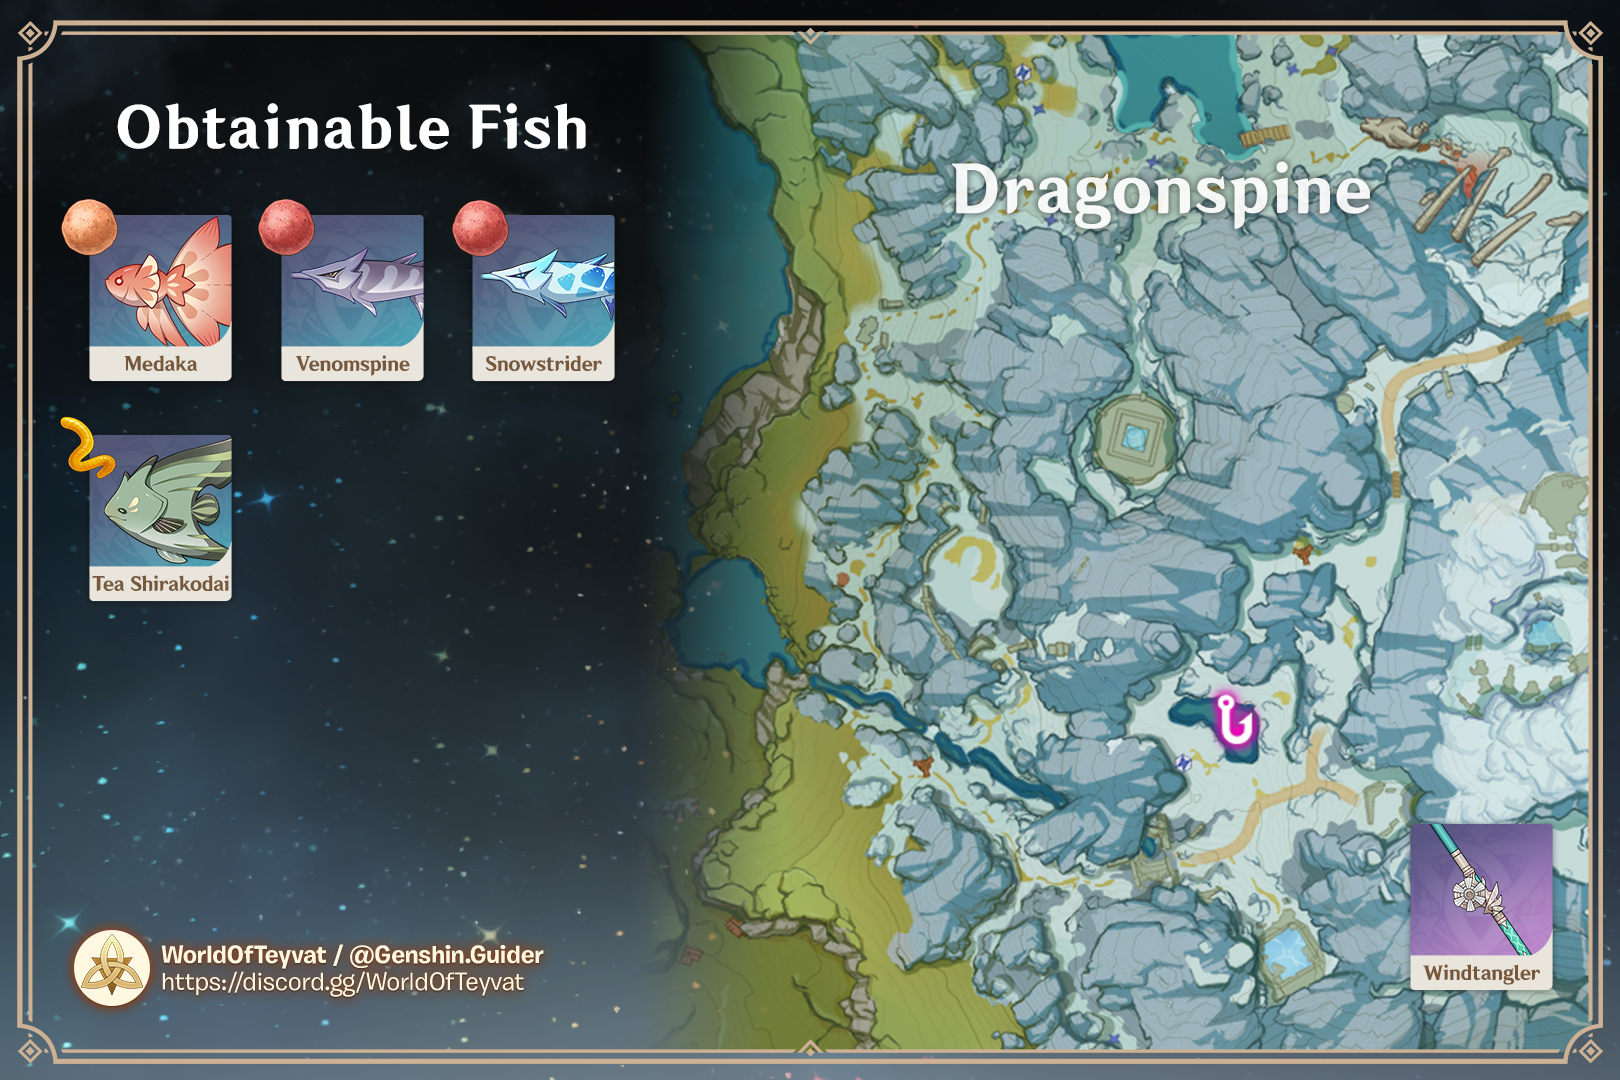 Obtainable Fish
Dragonspine
Medaka
Venomspine
Snowstrider
Tea Shirakodai
Windtangler
WorldOfTeyvat / @Genshin.Guider
https://discord.gg/WorldOfTeyvat